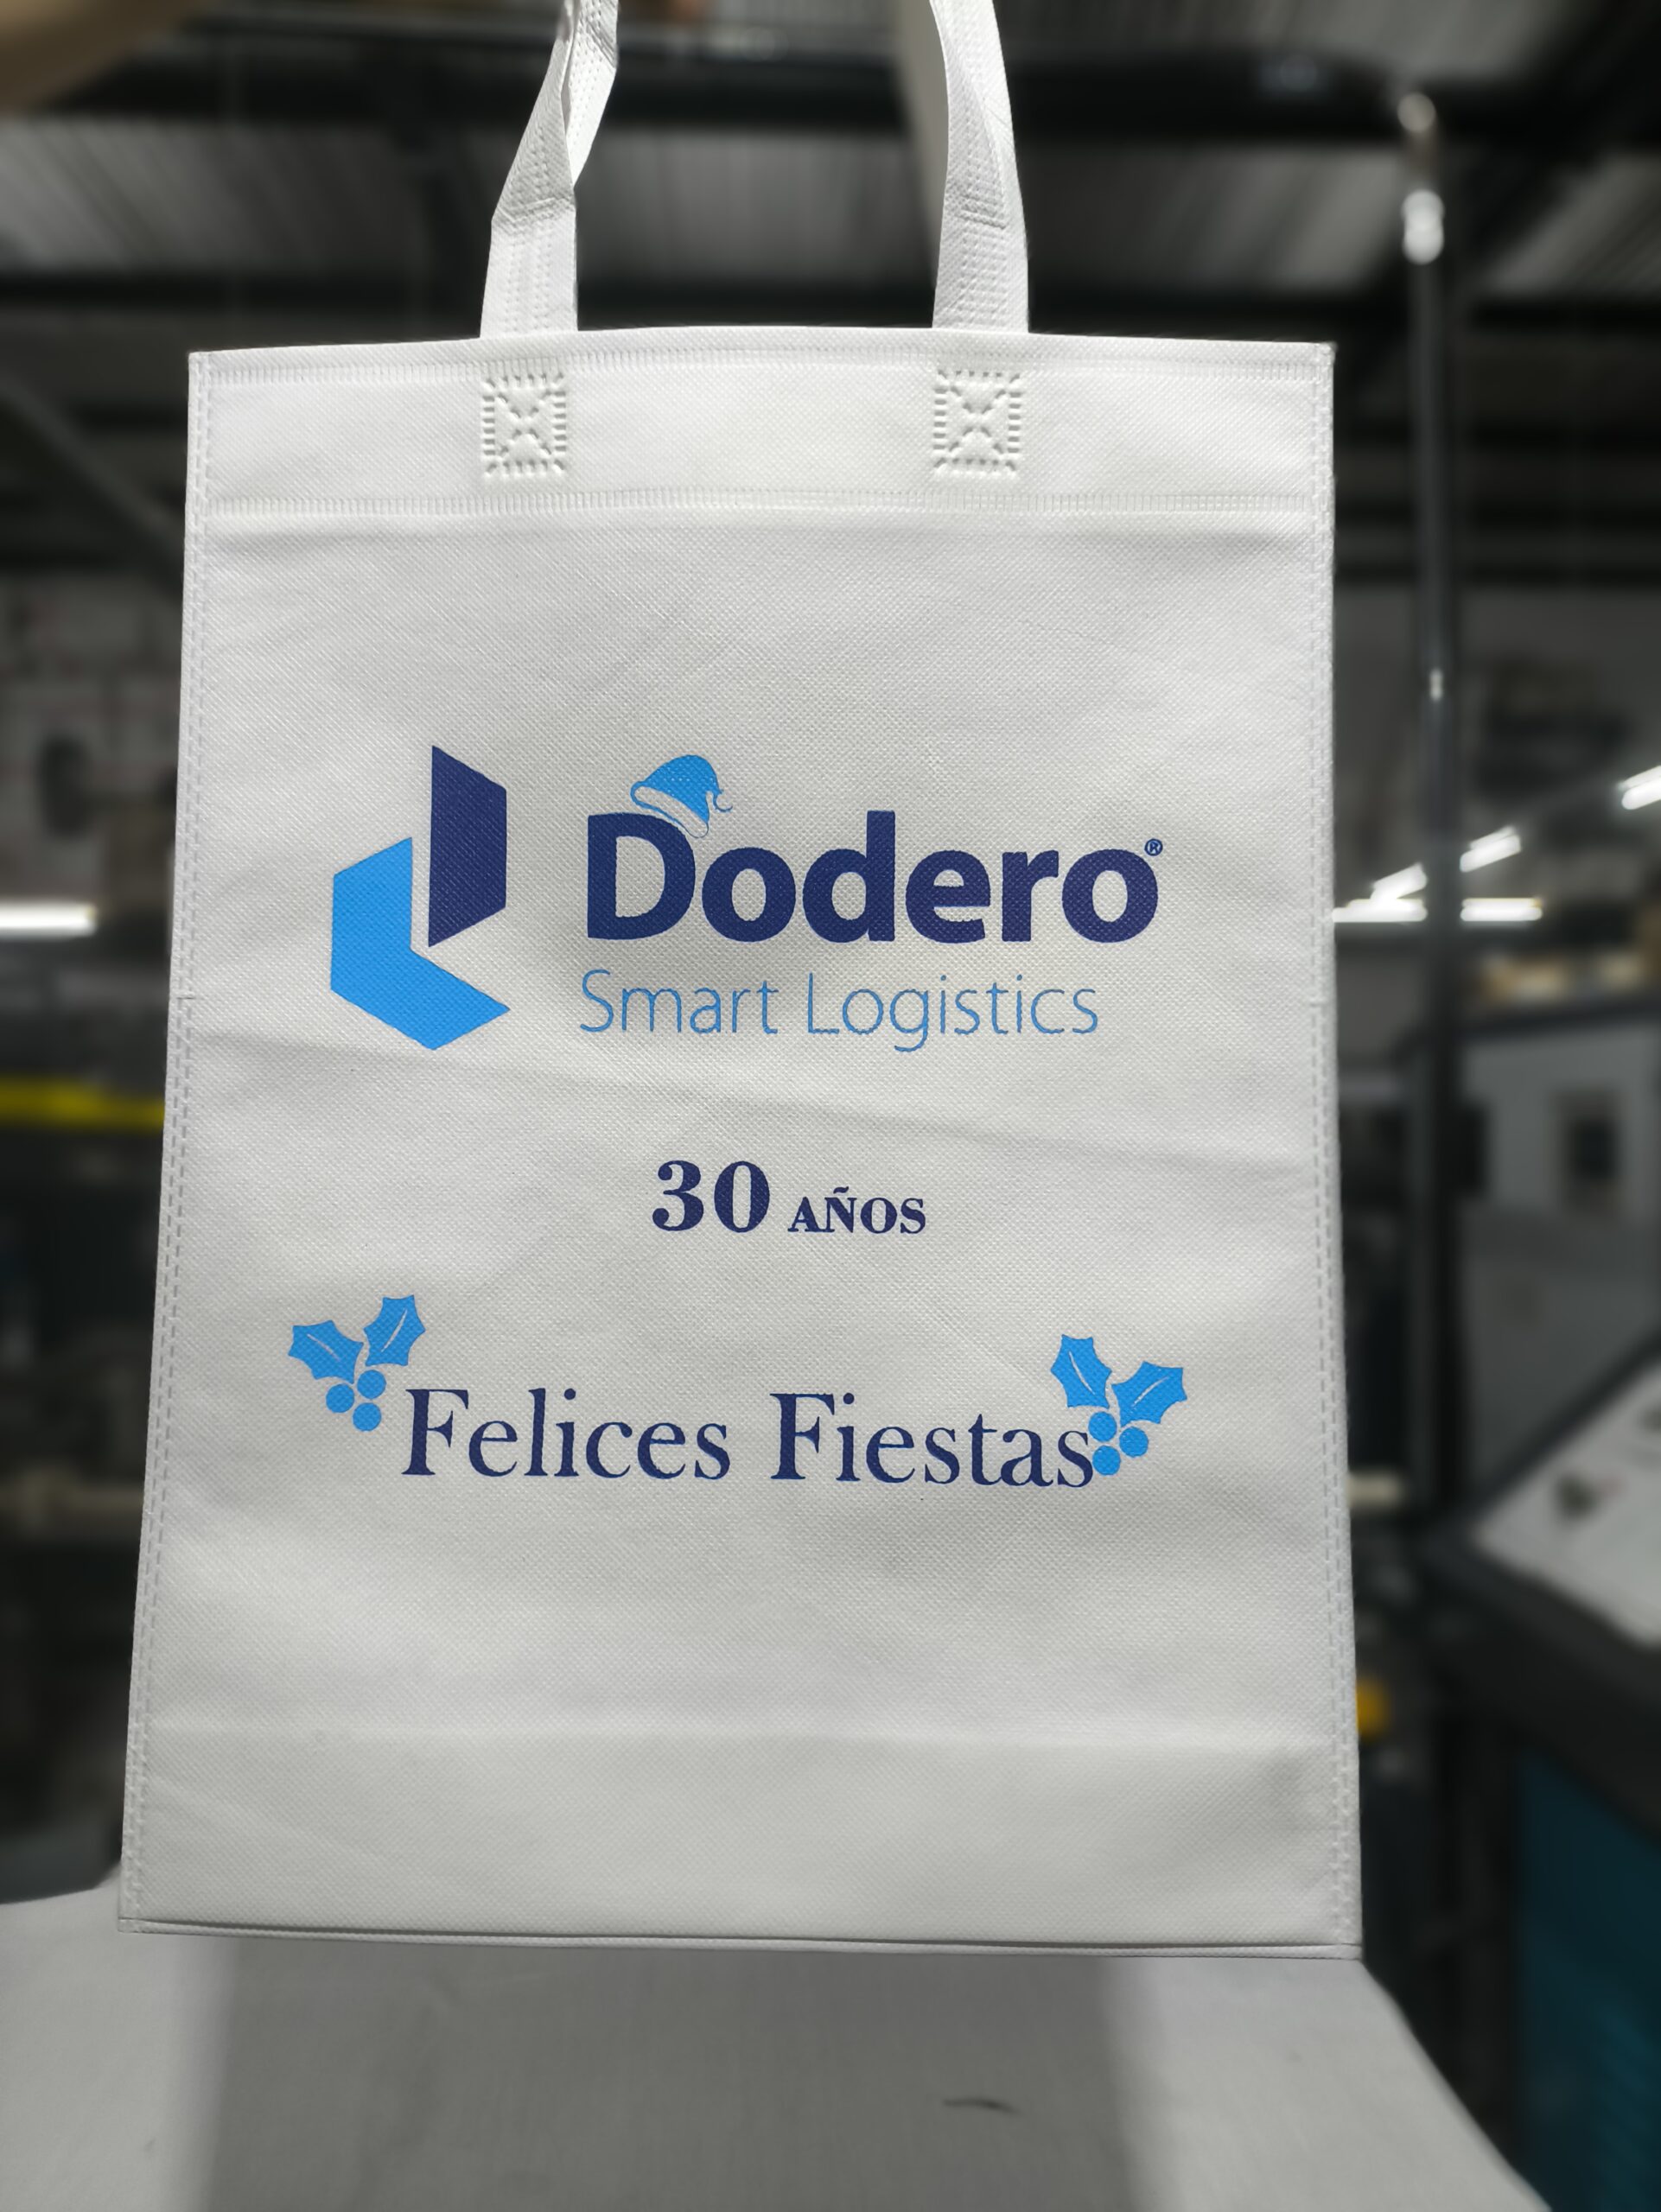 Dodero®
Smart Logistics
30 AÑOS
Felices Fiestas